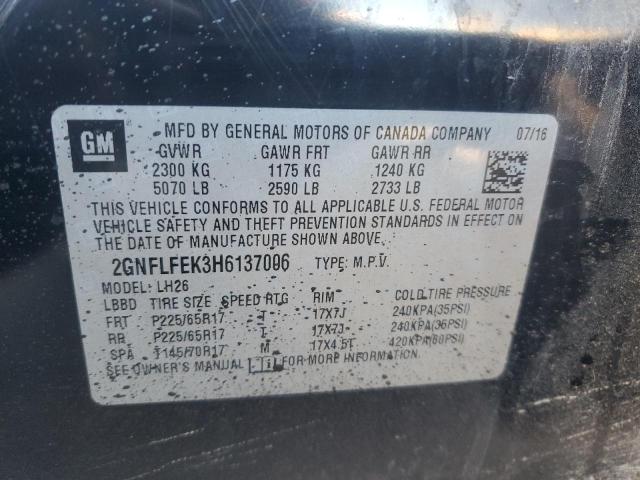 GM
MFD BY GENERAL MOTORS OF CANADA COMPANY 07/16
GVWR GAWR FRT GAWR RR
2300 KG 1175 KG 1240 KG
5070 LB 2590 LB 2733 LB
THIS VEHICLE CONFORMS TO ALL APPLICABLE U.S. FEDERAL MOTOR
VEHICLE SAFETY AND THEFT PREVENTION STANDARDS IN EFFECT ON
THE DATE OF MANUFACTURE SHOWN ABOVE.
2GNFLFEK3H6137096 TYPE: M.P.V.
MODEL: LH26
LBBD TIRE SIZE SPEED RTG RIM COLD TIRE PRESSURE
FRT P225/65R17 T 17X7J 240KPA(35PSI)
RR P225/65R17 T 17X7J 240KPA(35PSI)
SPA T145/70R17 M 17X4.5T 420KPA(60PSI)
SEE OWNER'S MANUAL i FOR MORE INFORMATION.